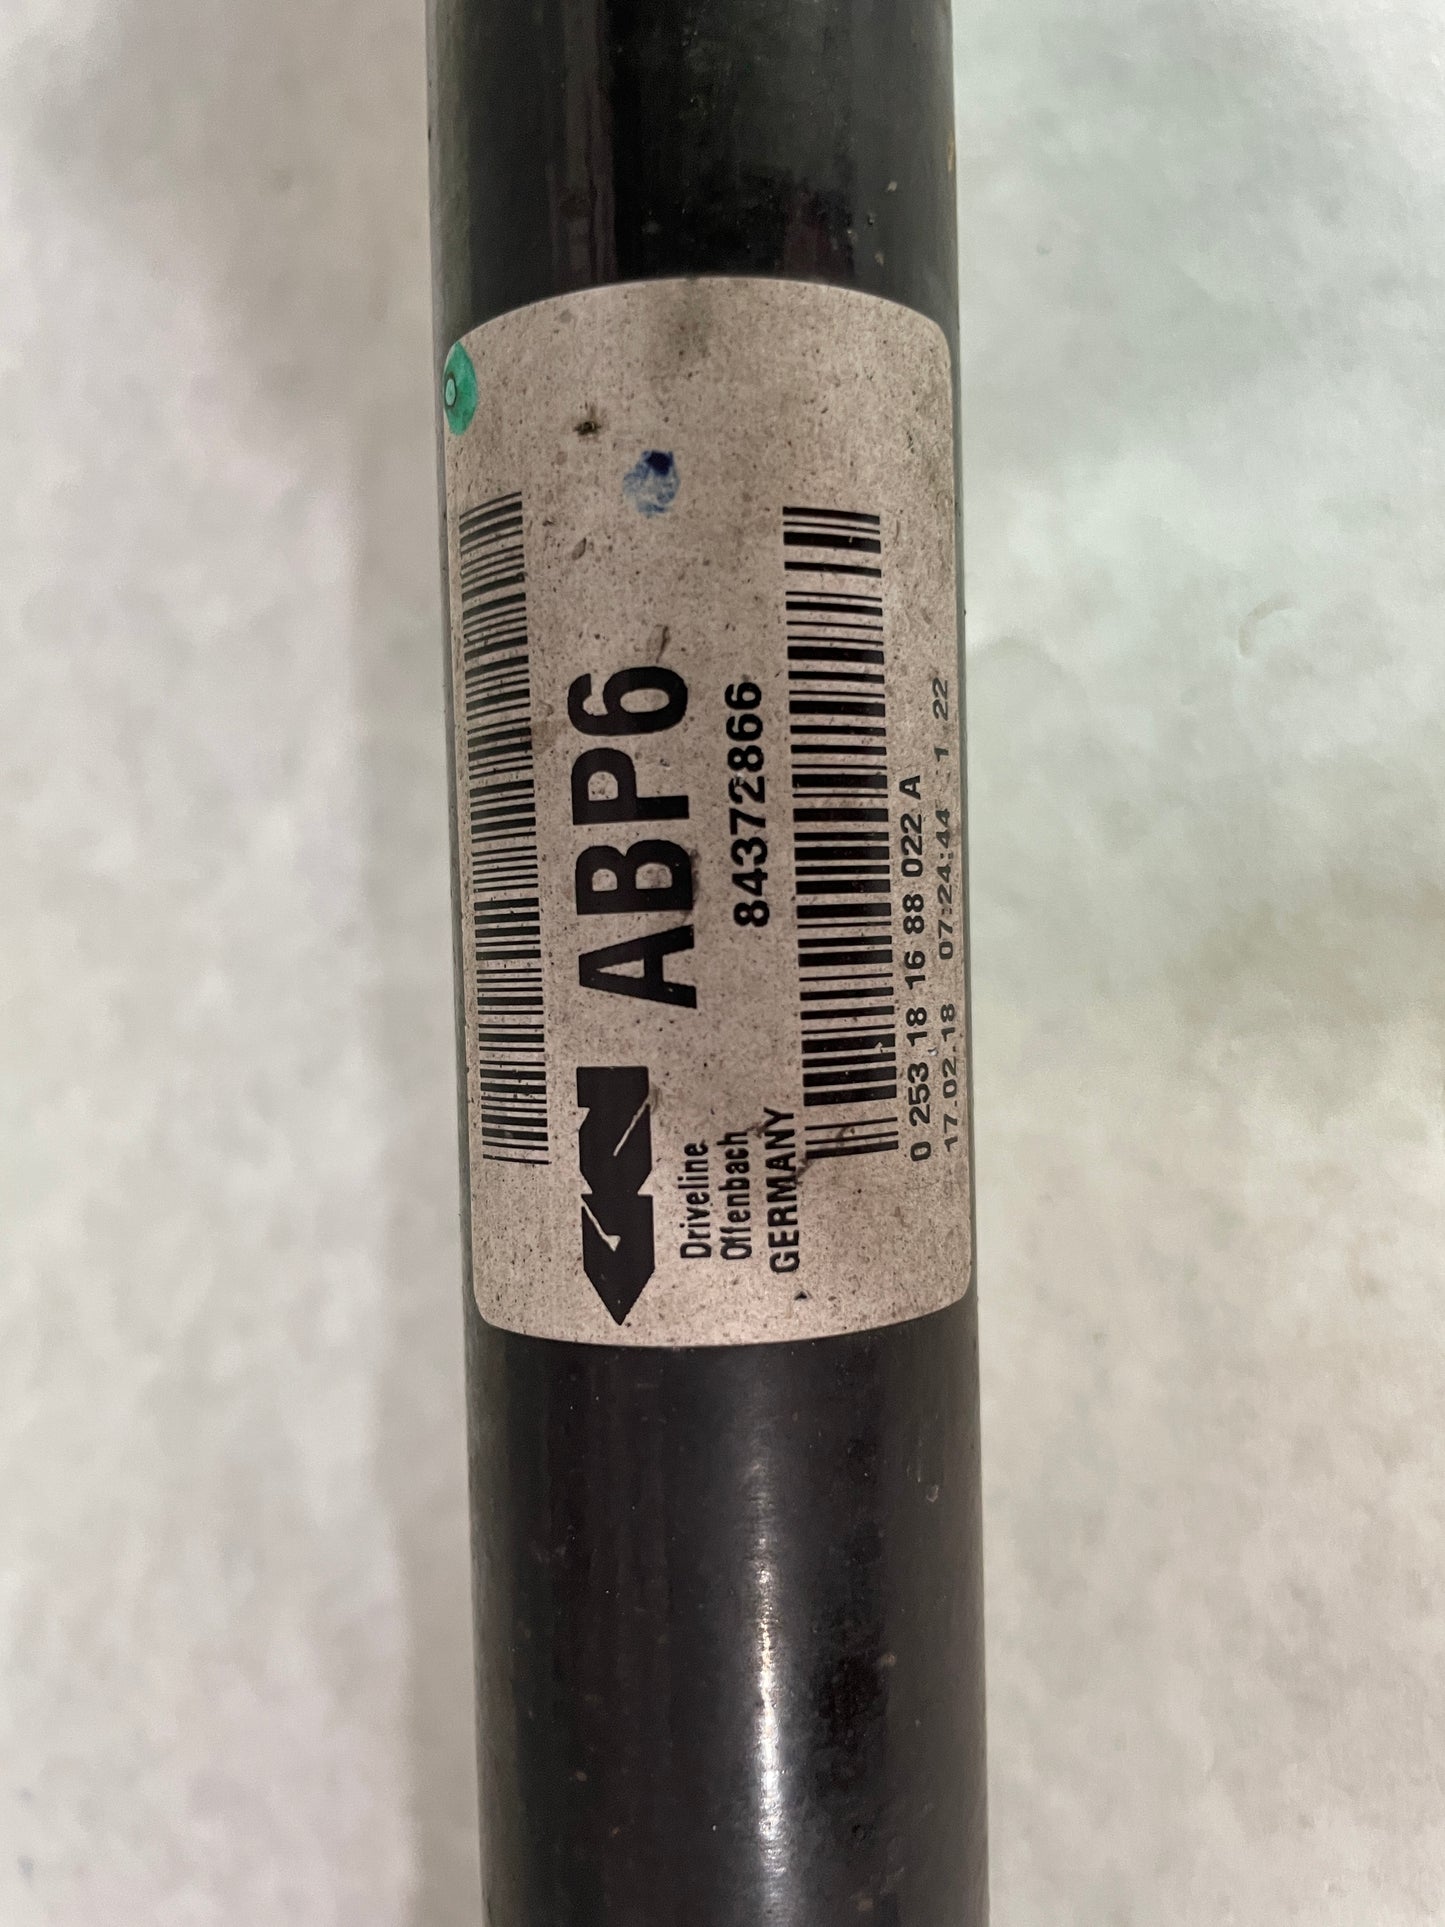 ABP6
84372866
Driveline
Offenbach
GERMANY
0 253 18 16 88 022 A
17.02.18 07:24:44 1 22